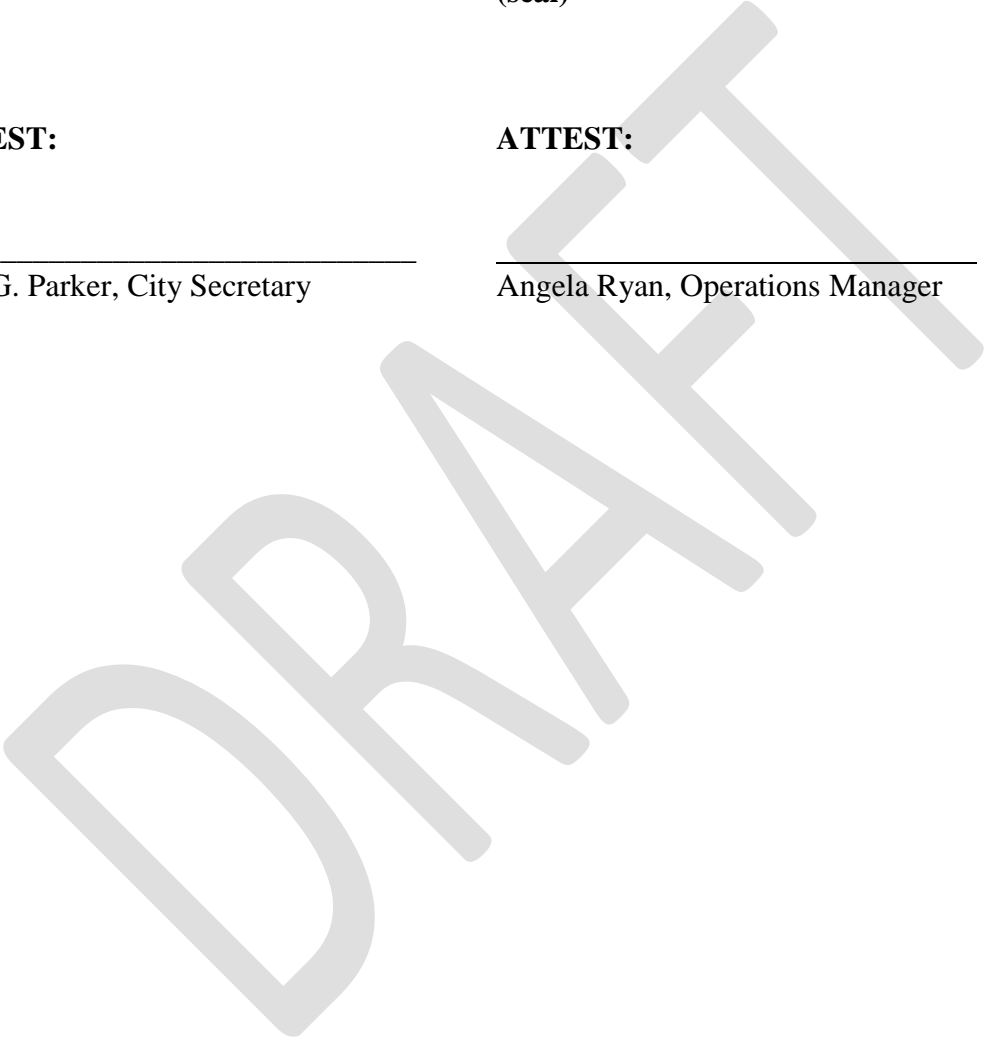 (seal)
EST: ATTEST:
G. Parker, City Secretary Angela Ryan, Operations Manager
DRAFT